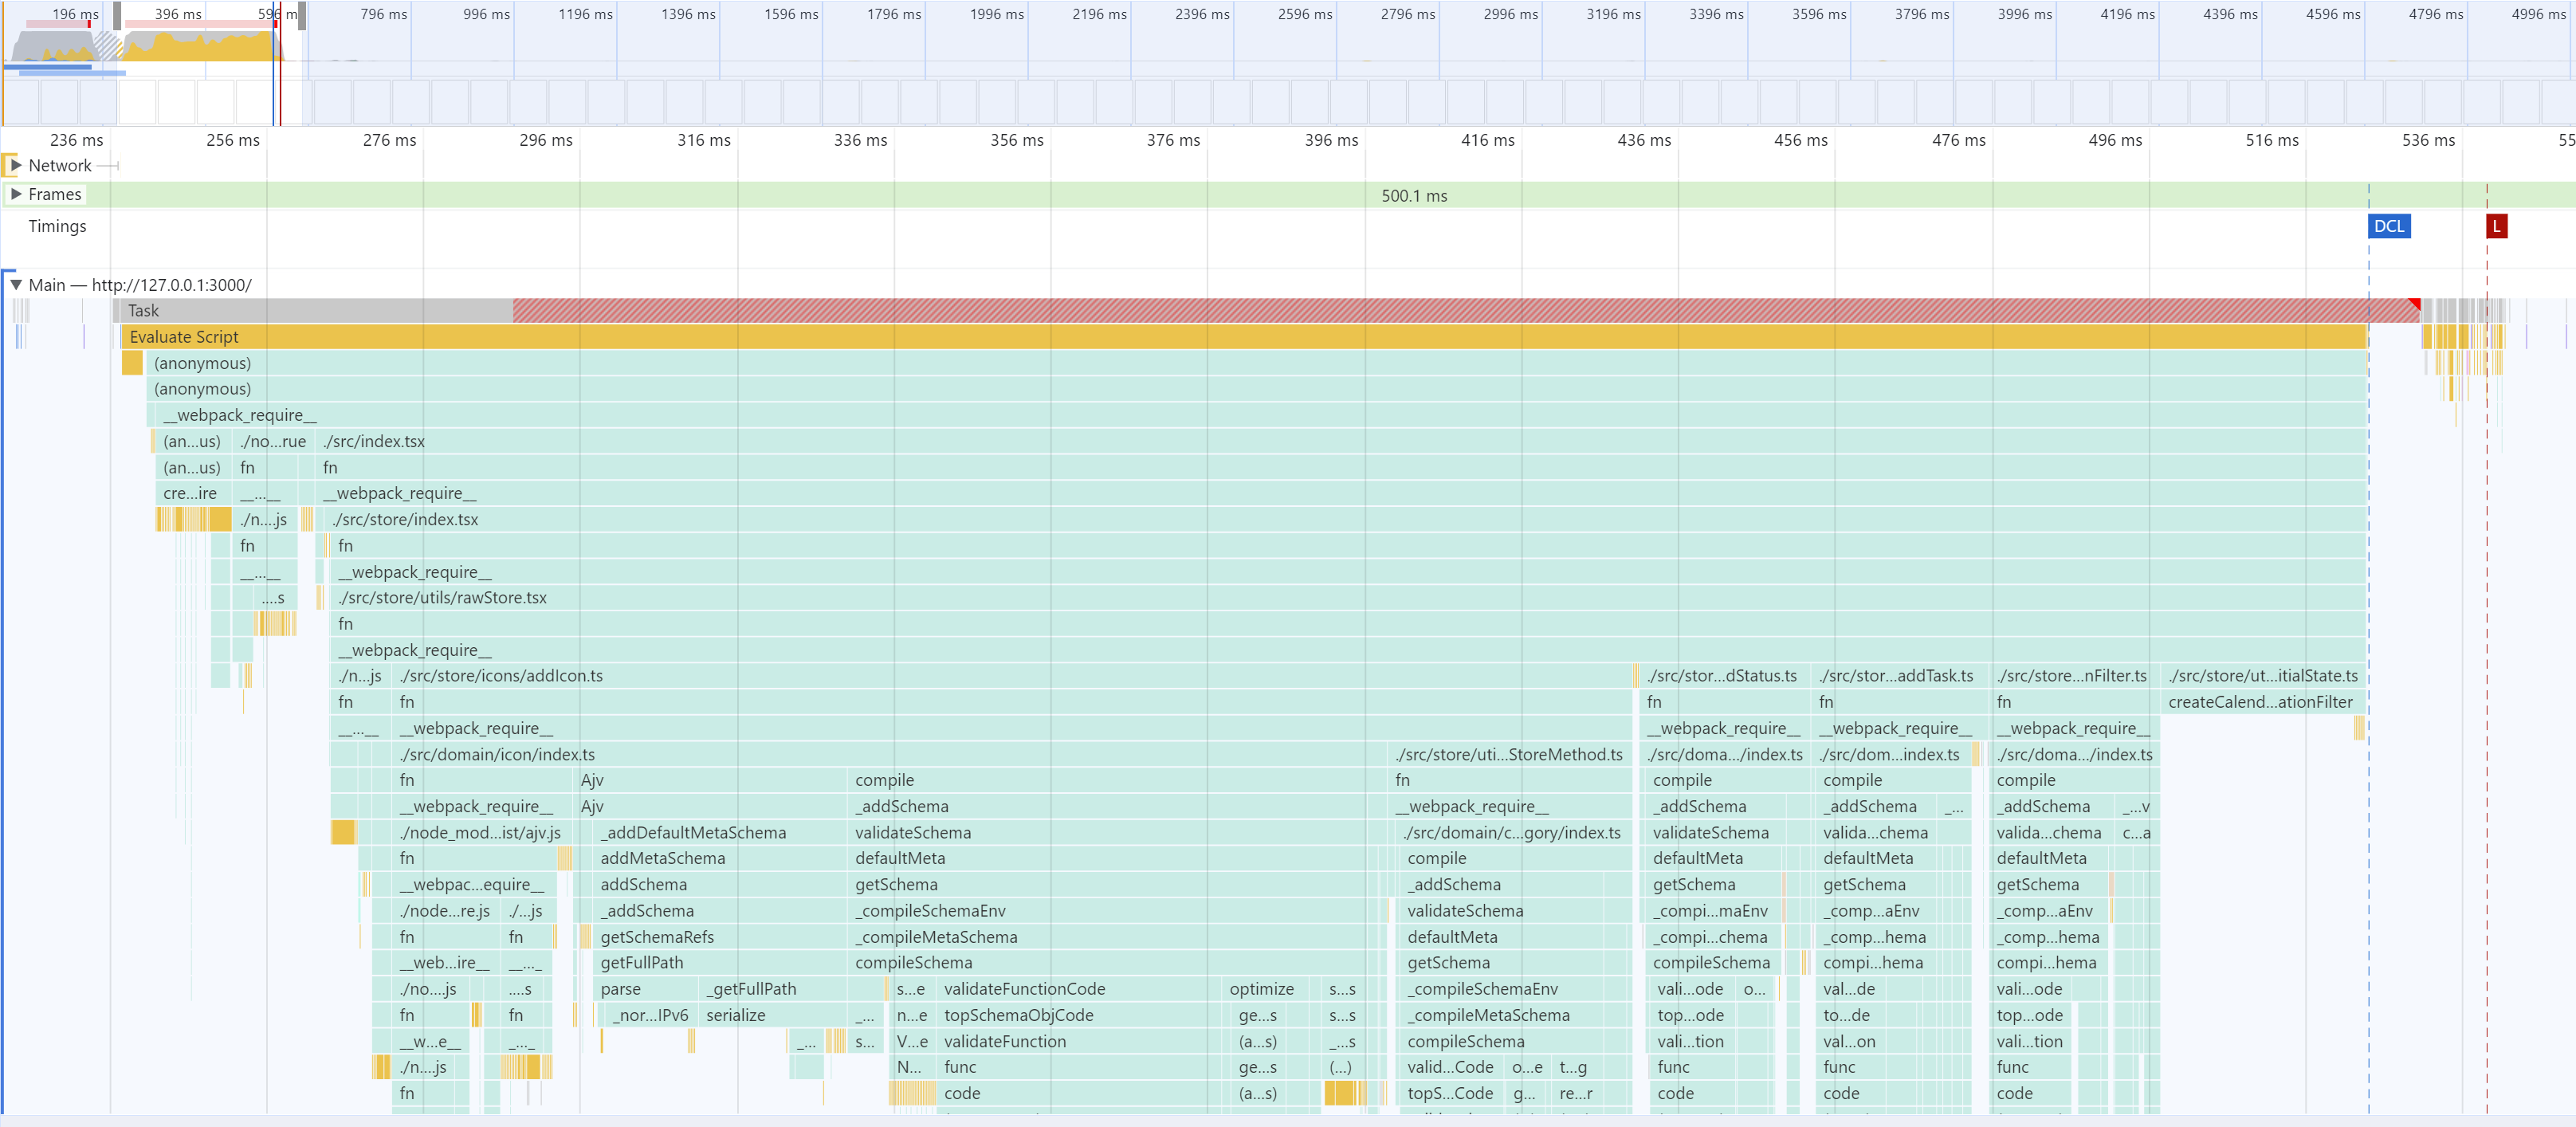 196 ms 396 ms 596 m 796 ms 996 ms 1196 ms 1396 ms 1596 ms 1796 ms 1996 ms 2196 ms 2396 ms 2596 ms 2796 ms 2996 ms 3196 ms 3396 ms 3596 ms 3796 ms 3996 ms 4196 ms 4396 ms 4596 ms 4796 ms 4996 ms
236 ms 256 ms 276 ms 296 ms 316 ms 336 ms 356 ms 376 ms 396 ms 416 ms 436 ms 456 ms 476 ms 496 ms 516 ms 536 ms 55
Network
Frames 500.1 ms
Timings DCL L
Main — http://127.0.0.1:3000/
Task
Evaluate Script
(anonymous)
(anonymous)
__webpack_require__
(an...us) ./no...rue ./src/index.tsx
(an...us) fn fn
cre...ire __...__ __webpack_require__
./n....js ./src/store/index.tsx
fn fn
__...__ __webpack_require__
....s ./src/store/utils/rawStore.tsx
fn
__webpack_require__
./n...js ./src/store/icons/addIcon.ts ./src/stor...dStatus.ts ./src/stor...addTask.ts ./src/store...nFilter.ts ./src/store/ut...itialState.ts
fn fn fn fn fn createCalend...ationFilter
__...__ __webpack_require__ __webpack_require__ __webpack_require__ __webpack_require__
./src/domain/icon/index.ts ./src/store/uti...StoreMethod.ts ./src/doma.../index.ts ./src/dom...index.ts ./src/doma.../index.ts
fn Ajv compile fn compile compile compile
__webpack_require__ Ajv _addSchema __webpack_require__ _addSchema _addSchema _... _addSchema _...v
./node_mod...ist/ajv.js _addDefaultMetaSchema validateSchema ./src/domain/c...gory/index.ts validateSchema valida...chema valida...chema c...a
fn addMetaSchema defaultMeta compile defaultMeta defaultMeta defaultMeta
__webpac...equire__ addSchema getSchema _addSchema getSchema getSchema getSchema
./node...re.js ./...js _addSchema _compileSchemaEnv validateSchema _compi...maEnv _comp...aEnv _comp...aEnv
fn fn getSchemaRefs _compileMetaSchema defaultMeta _compi...chema _comp...hema _comp...hema
__web...ire__ __..._ getFullPath compileSchema getSchema compileSchema compi...hema compi...hema
./no....js ....s parse _getFullPath s...e validateFunctionCode optimize s...s _compileSchemaEnv vali...ode o... val...de vali...ode
fn fn _nor...IPv6 serialize _... n...e topSchemaObjCode ge...s s...s _compileMetaSchema top...ode to...de top...ode
__w...e__ _..._ _... s... V...e validateFunction (a...s) _...s compileSchema vali...tion val...on vali...tion
./n....js N... func ge...s (...) valid...Code o...e t...g func func func
fn code (a...s) topS...Code g... re...r code code code